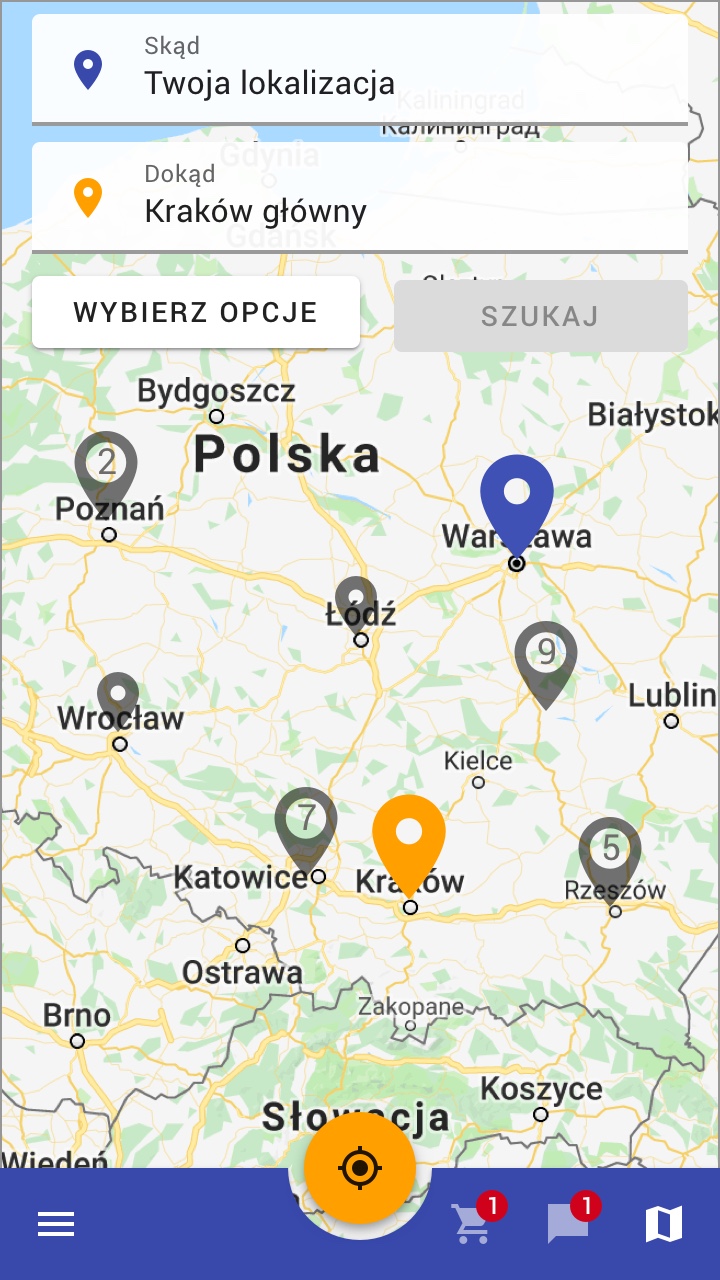 Skąd
Twoja lokalizacja
Kaliningrad
Калининград
Gdynia
Dokąd
Kraków główny
Gdańsk
WYBIERZ OPCJE
SZUKAJ
Bydgoszcz
Białystok
Polska
2
Poznań
Warszawa
Łódź
9
Lublin
Wrocław
Kielce
7
5
Katowice
Kraków
Rzeszów
Ostrawa
Zakopane
Brno
Koszyce
Słowacja
Wiedeń
1
1